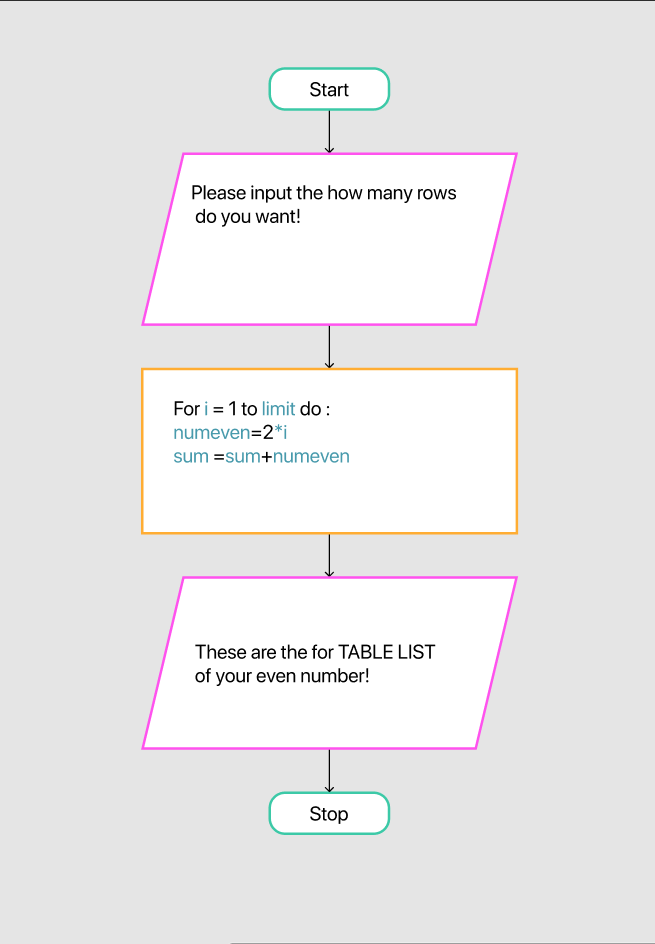 Start
Please input the how many rows
do you want!
For i = 1 to limit do :
numeven=2*i
sum =sum+numeven
These are the for TABLE LIST
of your even number!
Stop